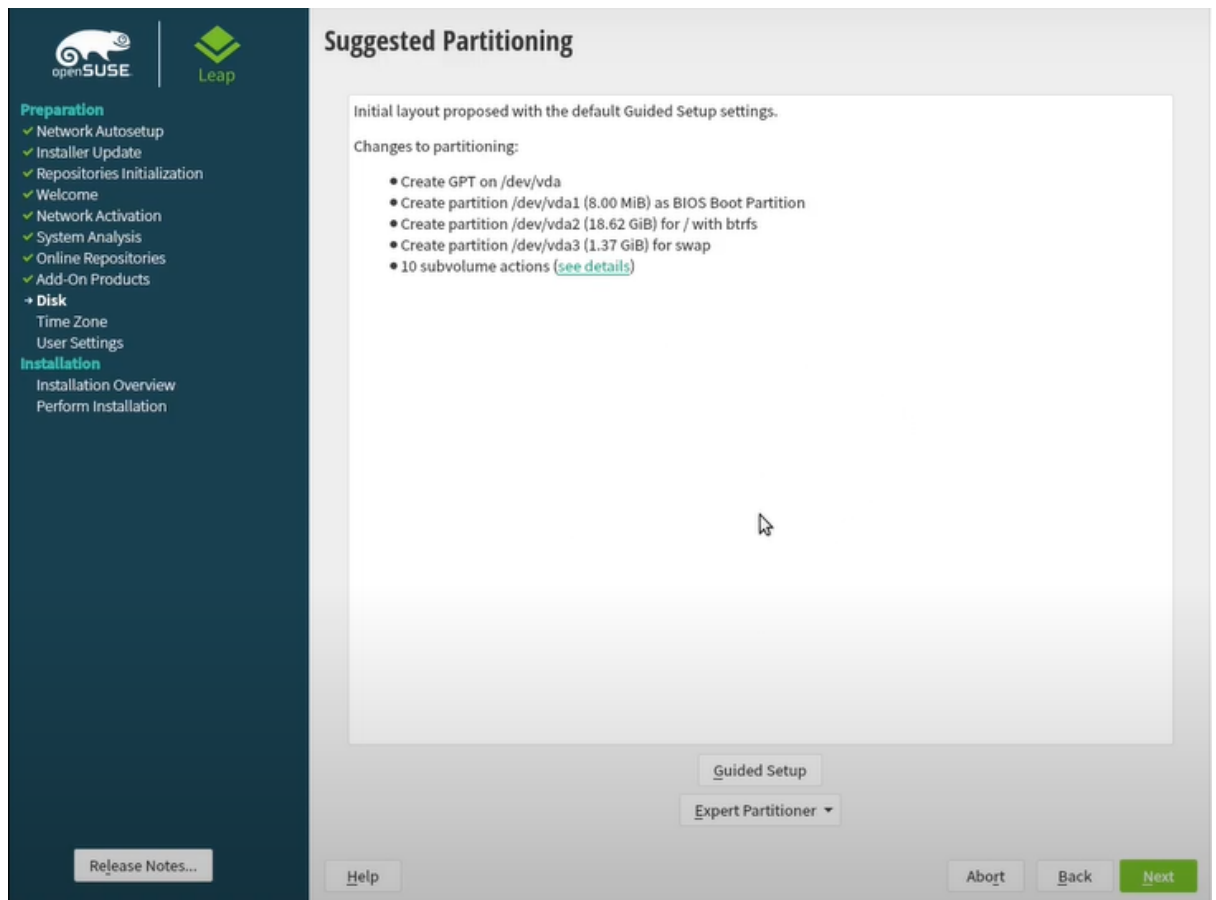 openSUSE
Leap
Preparation
Network Autosetup
Installer Update
Repositories Initialization
Welcome
Network Activation
System Analysis
Online Repositories
Add-On Products
Disk
Time Zone
User Settings
Installation
Installation Overview
Perform Installation
Release Notes...
Suggested Partitioning
Initial layout proposed with the default Guided Setup settings.
Changes to partitioning:
Create GPT on /dev/vda
Create partition /dev/vda1 (8.00 MiB) as BIOS Boot Partition
Create partition /dev/vda2 (18.62 GiB) for / with btrfs
Create partition /dev/vda3 (1.37 GiB) for swap
10 subvolume actions (see details)
Guided Setup
Expert Partitioner
Help
Abort
Back
Next